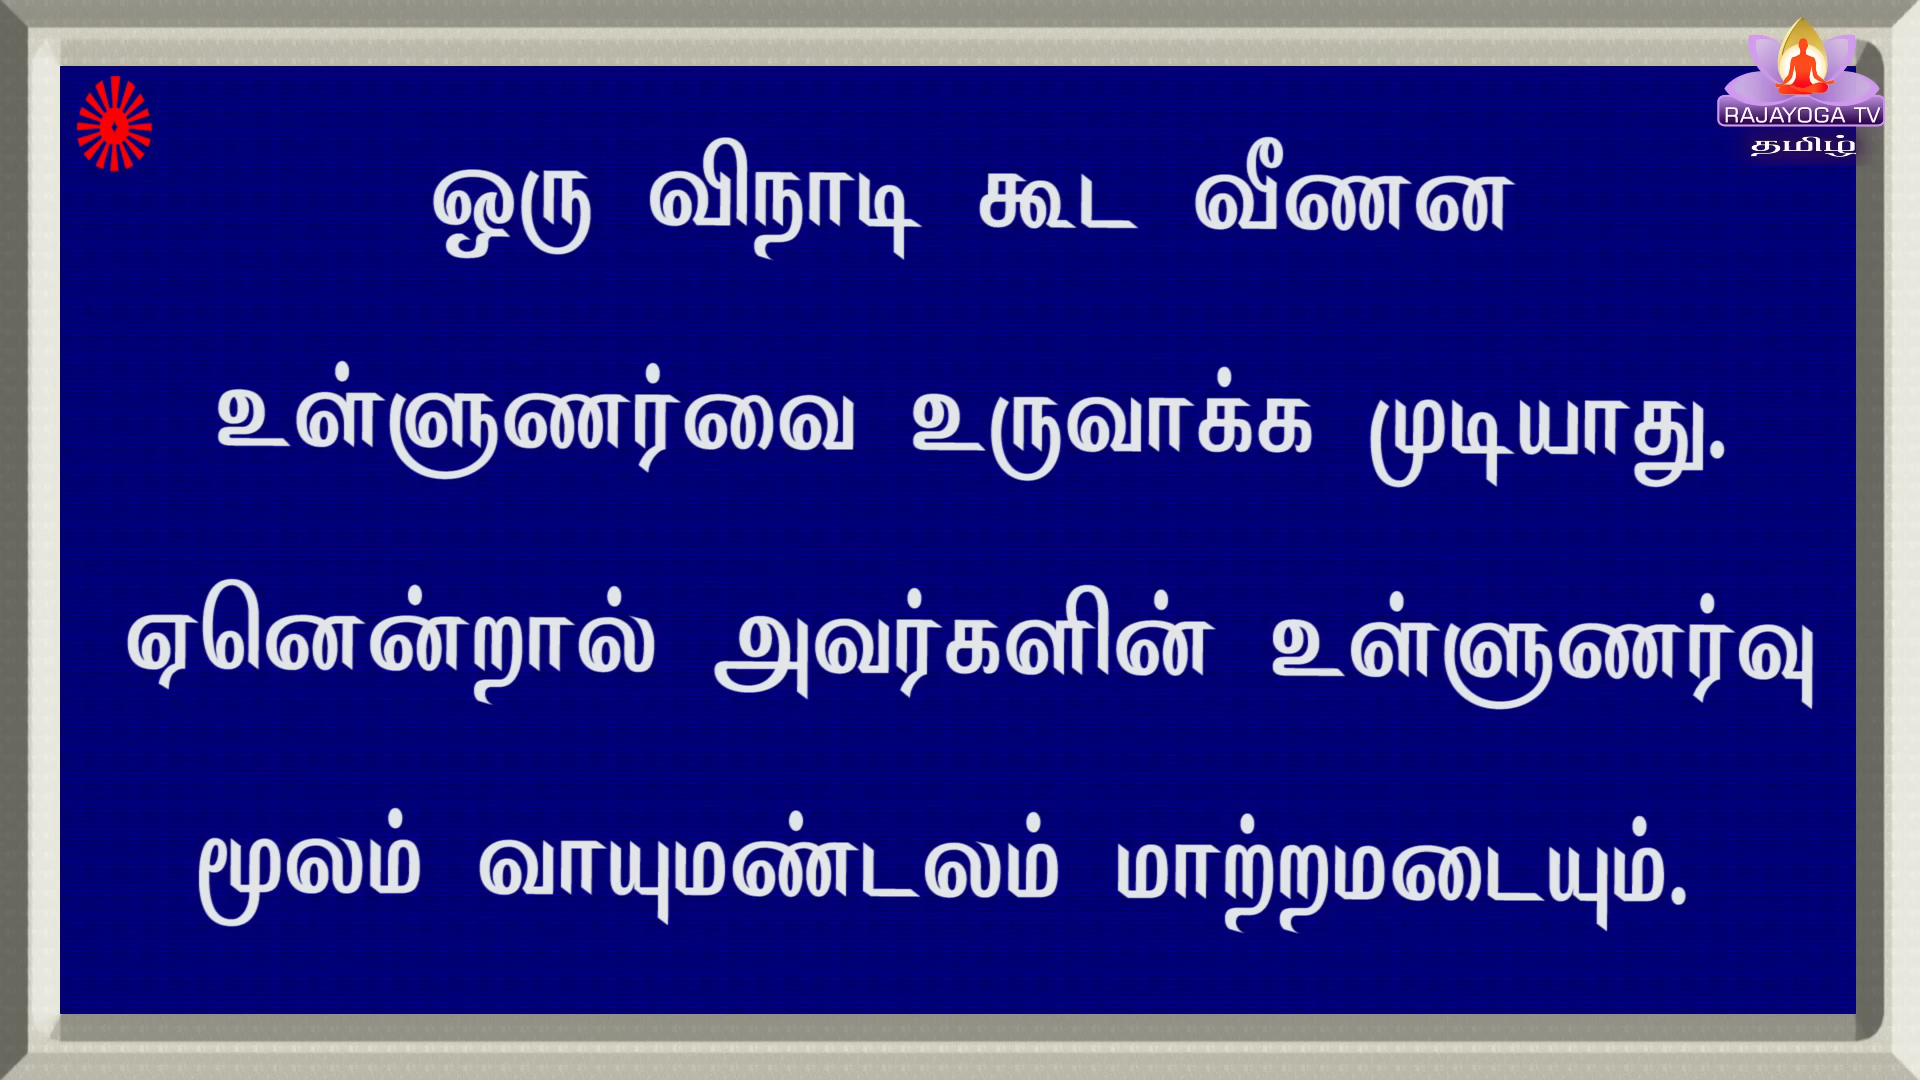 RAJAYOGA TV
தமிழ்
ஒரு விநாடி கூட வீணன
உள்ளுணர்வை உருவாக்க முடியாது.
ஏனென்றால் அவர்களின் உள்ளுணர்வு
மூலம் வாயுமண்டலம் மாற்றமடையும்.